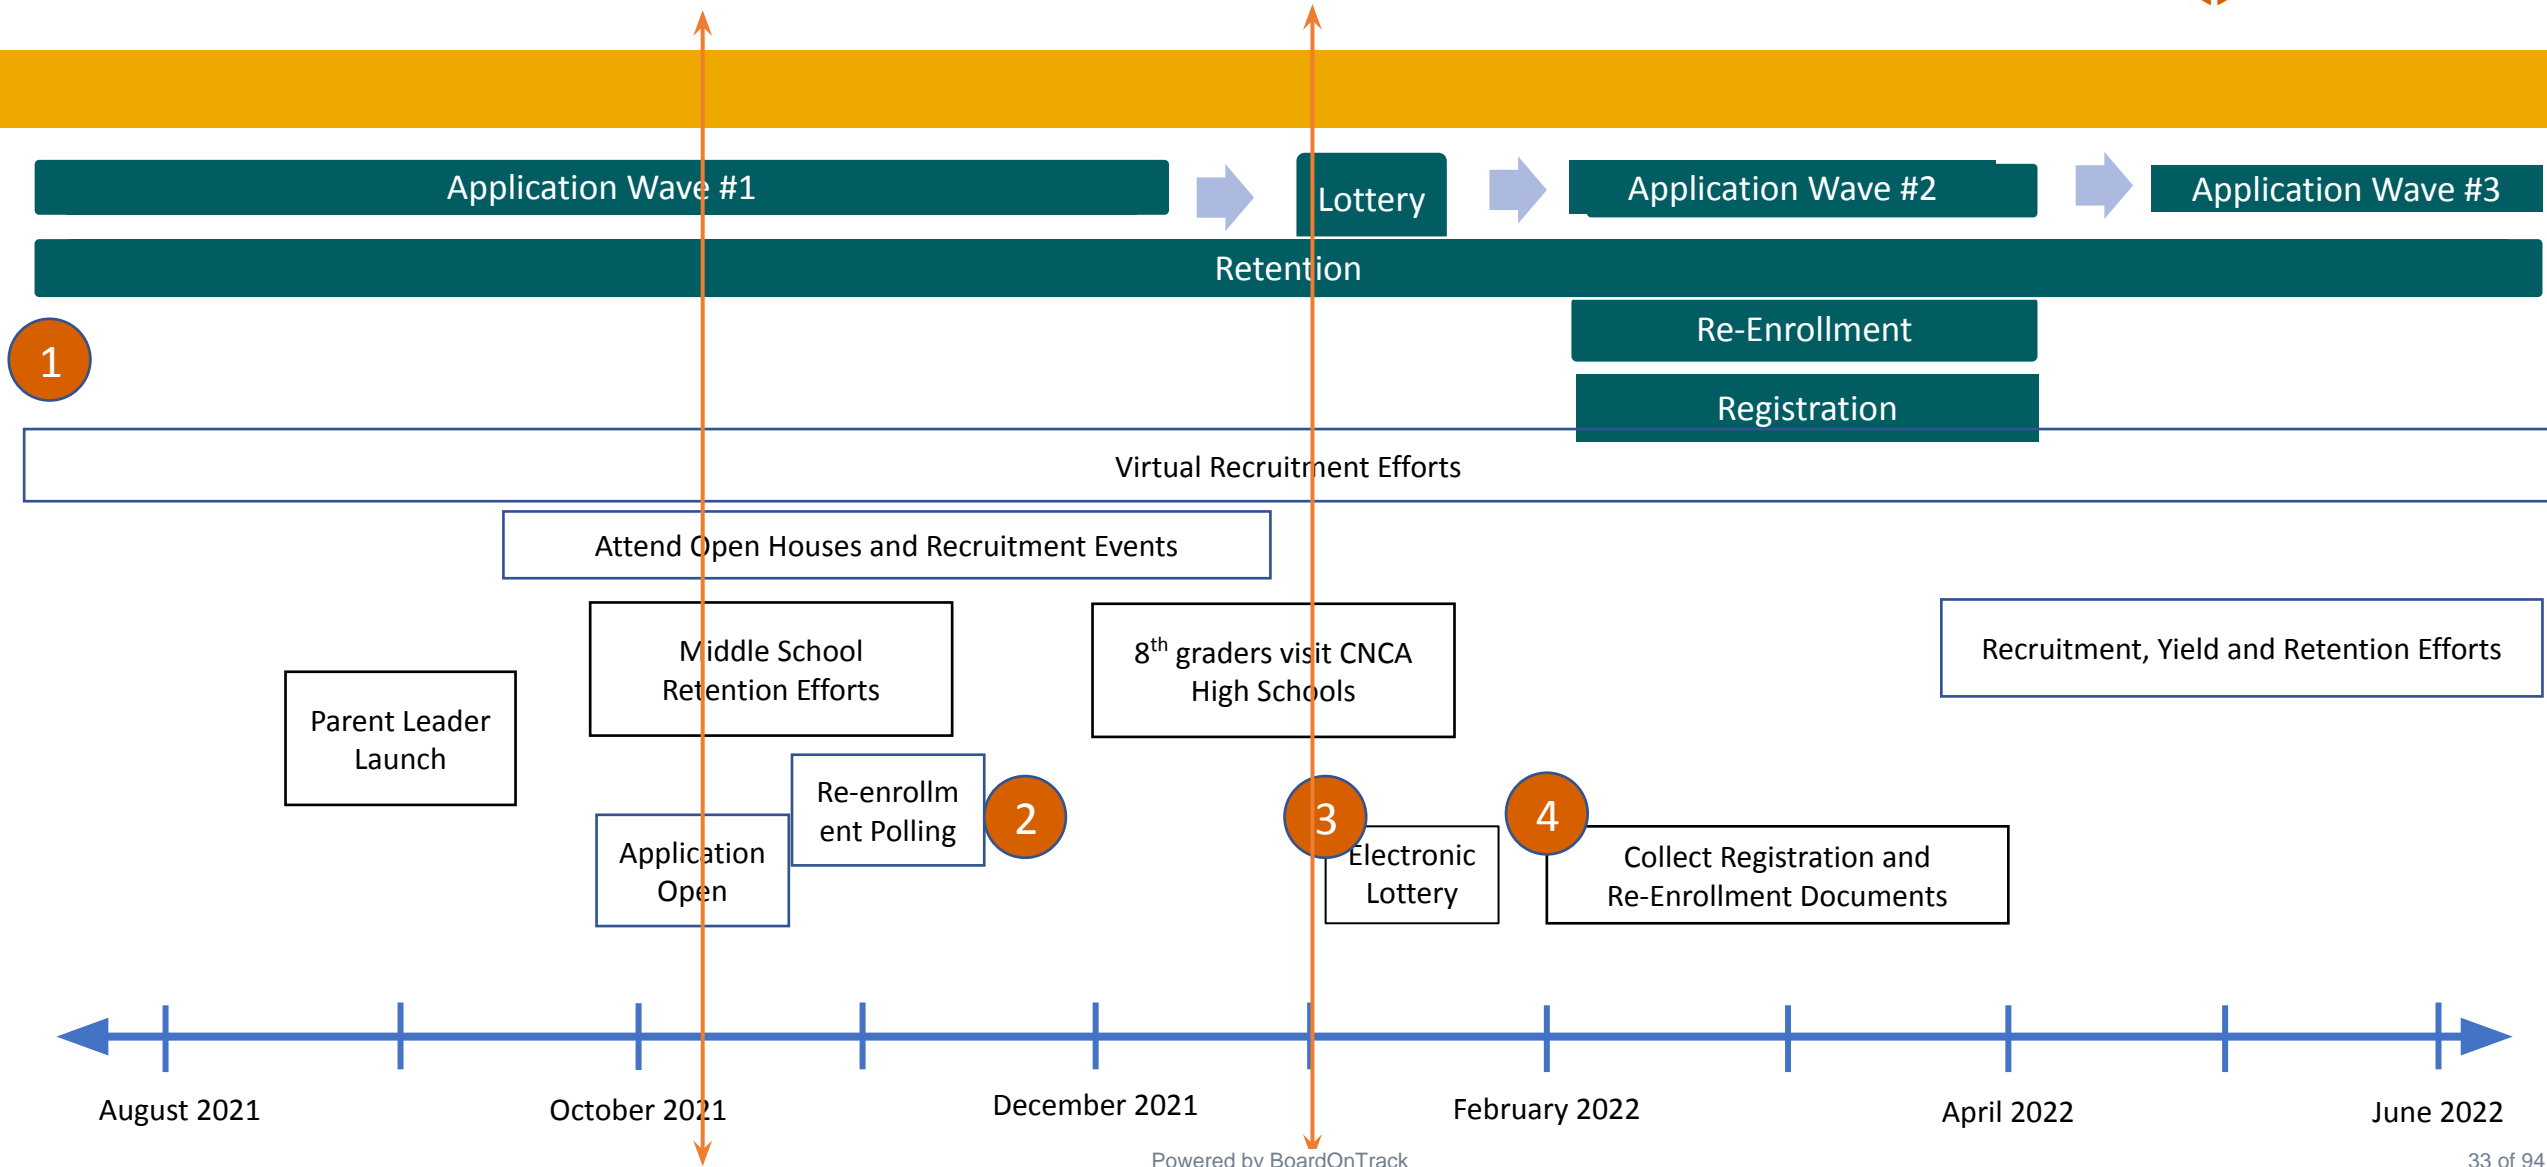 Application Wave #1
Lottery
Application Wave #2
Application Wave #3
Retention
Re-Enrollment
1
Registration
Virtual Recruitment Efforts
Attend Open Houses and Recruitment Events
Middle School
Retention Efforts
8th graders visit CNCA
High Schools
Recruitment, Yield and Retention Efforts
Parent Leader
Launch
Re-enrollm
ent Polling
2
3
4
Application
Open
Electronic
Lottery
Collect Registration and
Re-Enrollment Documents
August 2021
October 2021
December 2021
February 2022
April 2022
June 2022
Powered by BoardOnTrack
33 of 94